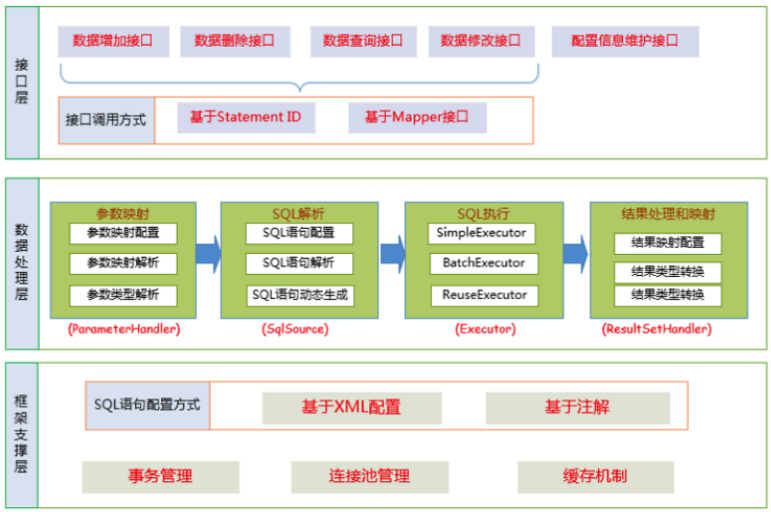 接口层
数据增加接口
数据删除接口
数据查询接口
数据修改接口
配置信息维护接口
接口调用方式
基于Statement ID
基于Mapper接口
数据处理层
参数映射
参数映射配置
参数映射解析
参数类型解析
(ParameterHandler)
SQL解析
SQL语句配置
SQL语句解析
SQL语句动态生成
(SqlSource)
SQL执行
SimpleExecutor
BatchExecutor
ReuseExecutor
(Executor)
结果处理和映射
结果映射配置
结果类型转换
结果类型转换
(ResultSetHandler)
框架支撑层
SQL语句配置方式
基于XML配置
基于注解
事务管理
连接池管理
缓存机制